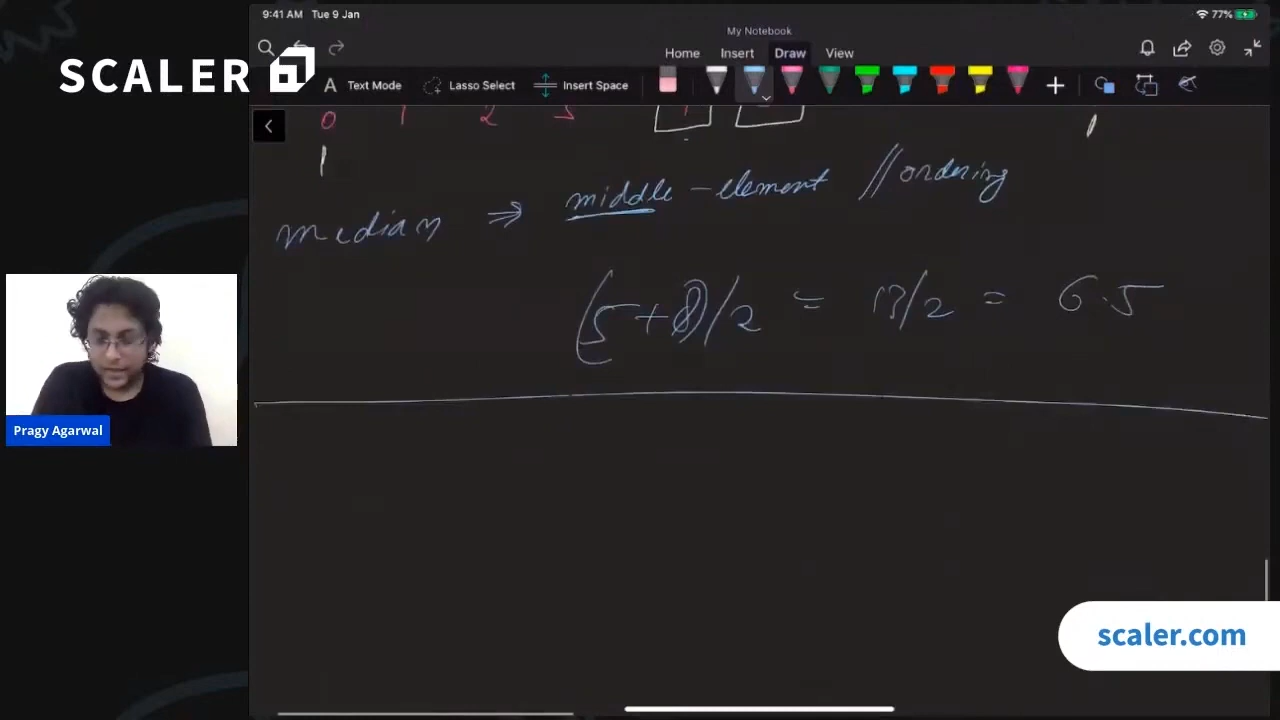 9:41 AM Tue 9 Jan
77%
My Notebook
Home Insert Draw View
SCALER
Text Mode Lasso Select Insert Space
0 1 2 3
median ⇒ middle - element // ordering
(5+8)/2 = 13/2 = 6.5
Pragy Agarwal
scaler.com